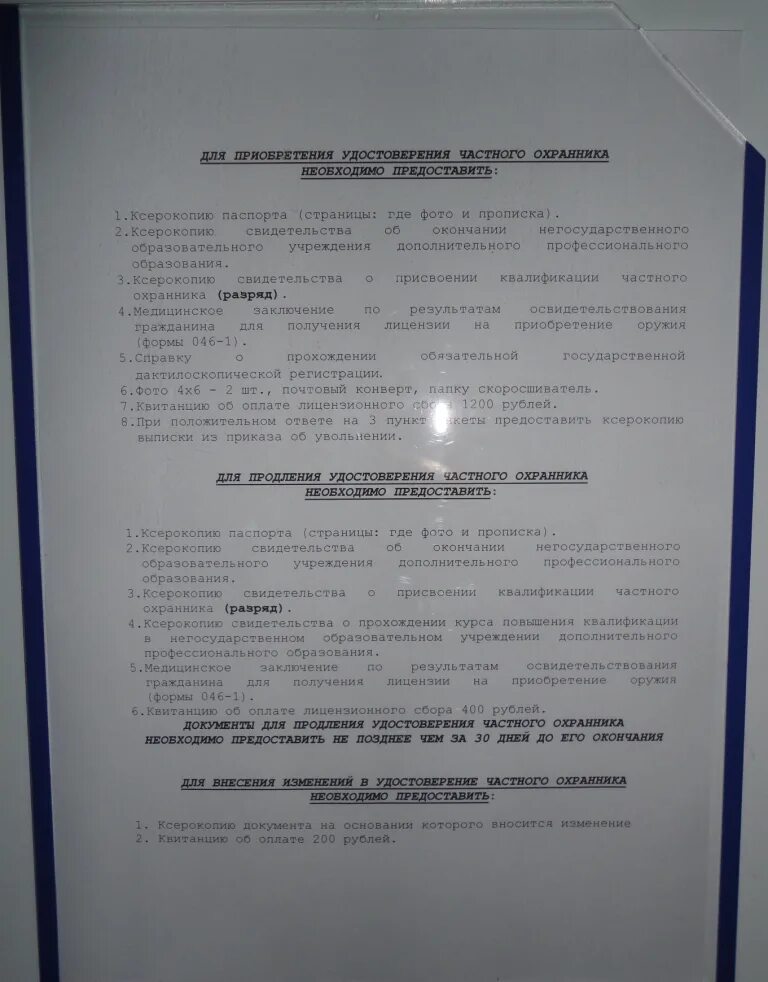 ДЛЯ ПРИОБРЕТЕНИЯ УДОСТОВЕРЕНИЯ ЧАСТНОГО ОХРАННИКА
НЕОБХОДИМО ПРЕДОСТАВИТЬ:
1.Ксерокопию паспорта (страницы: где фото и прописка).
2.Ксерокопию свидетельства об окончании негосударственного
образовательного учреждения дополнительного профессионального
образования.
3.Ксерокопию свидетельства о присвоении квалификации частного
охранника (разряд).
4.Медицинское заключение по результатам освидетельствования
гражданина для получения лицензии на приобретение оружия
(формы 046-1).
5.Справку о прохождении обязательной государственной
дактилоскопической регистрации.
6.Фото 4х6 - 2 шт., почтовый конверт, папку скоросшиватель.
7.Квитанцию об оплате лицензионного сбора 1200 рублей.
8.При положительном ответе на 3 пункт анкеты предоставить ксерокопию
выписки из приказа об увольнении.
ДЛЯ ПРОДЛЕНИЯ УДОСТОВЕРЕНИЯ ЧАСТНОГО ОХРАННИКА
НЕОБХОДИМО ПРЕДОСТАВИТЬ:
1.Ксерокопию паспорта (страницы: где фото и прописка).
2.Ксерокопию свидетельства об окончании негосударственного
образовательного учреждения дополнительного профессионального
образования.
3.Ксерокопию свидетельства о присвоении квалификации частного
охранника (разряд).
4.Ксерокопию свидетельства о прохождении курса повышения квалификации
в негосударственном образовательном учреждении дополнительного
профессионального образования.
5.Медицинское заключение по результатам освидетельствования
гражданина для получения лицензии на приобретение оружия
(формы 046-1).
6.Квитанцию об оплате лицензионного сбора 400 рублей.
ДОКУМЕНТЫ ДЛЯ ПРОДЛЕНИЯ УДОСТОВЕРЕНИЯ ЧАСТНОГО ОХРАННИКА
НЕОБХОДИМО ПРЕДОСТАВИТЬ НЕ ПОЗДНЕЕ ЧЕМ ЗА 30 ДНЕЙ ДО ЕГО ОКОНЧАНИЯ
ДЛЯ ВНЕСЕНИЯ ИЗМЕНЕНИЙ В УДОСТОВЕРЕНИЕ ЧАСТНОГО ОХРАННИКА
НЕОБХОДИМО ПРЕДОСТАВИТЬ:
1. Ксерокопию документа на основании которого вносится изменение
2. Квитанцию об оплате 200 рублей.